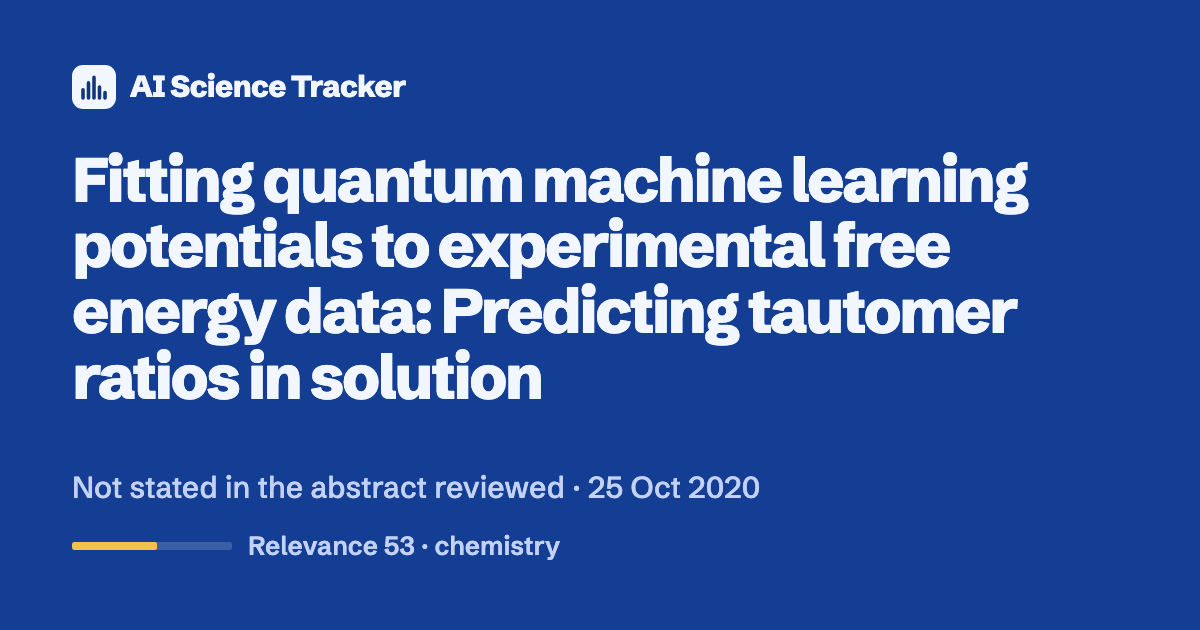 AI Science Tracker
Fitting quantum machine learning
potentials to experimental free
energy data: Predicting tautomer
ratios in solution
Not stated in the abstract reviewed · 25 Oct 2020
Relevance 53 · chemistry